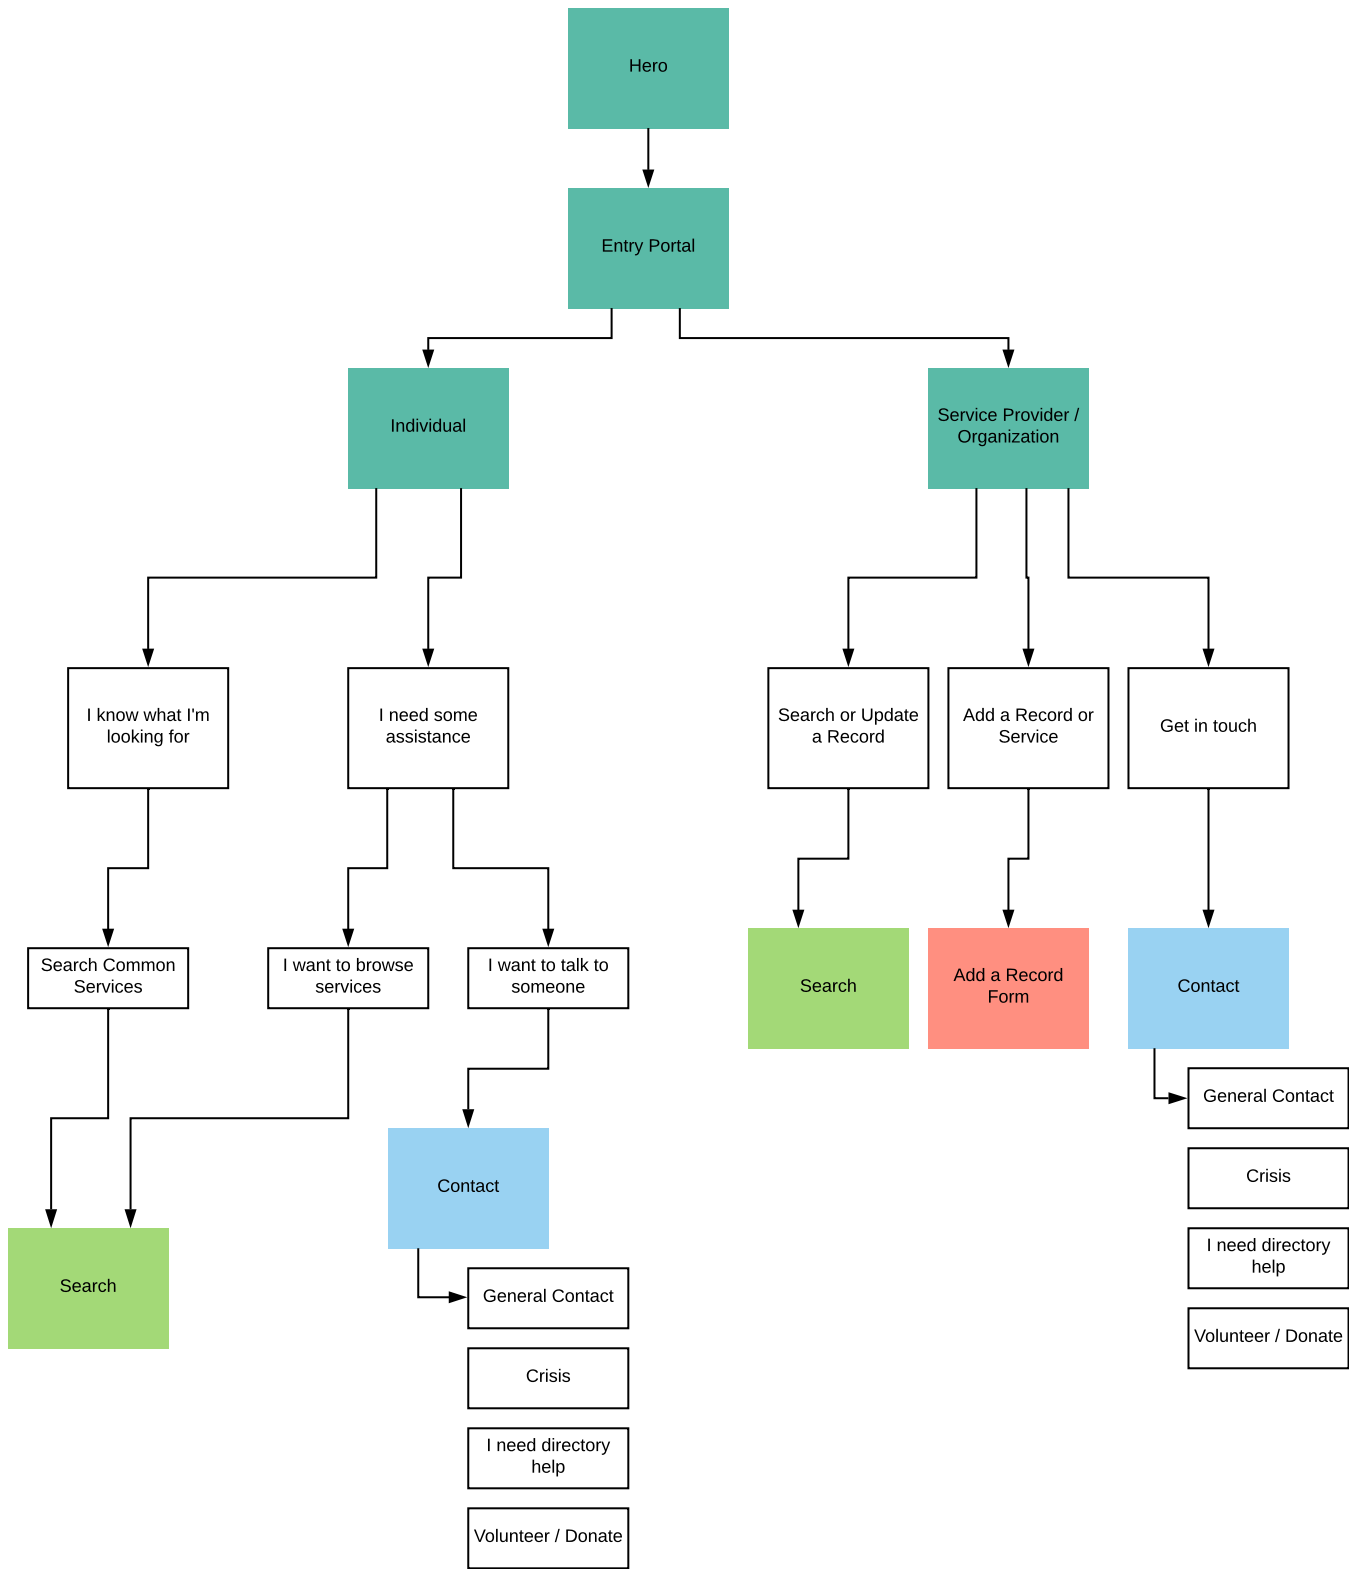 Hero
Entry Portal
Individual
Service Provider /
Organization
I know what I'm
looking for
I need some
assistance
Search or Update
a Record
Add a Record or
Service
Get in touch
Search Common
Services
I want to browse
services
I want to talk to
someone
Search
Add a Record
Form
Contact
General Contact
Crisis
I need directory
help
Volunteer / Donate
Contact
Search
General Contact
Crisis
I need directory
help
Volunteer / Donate